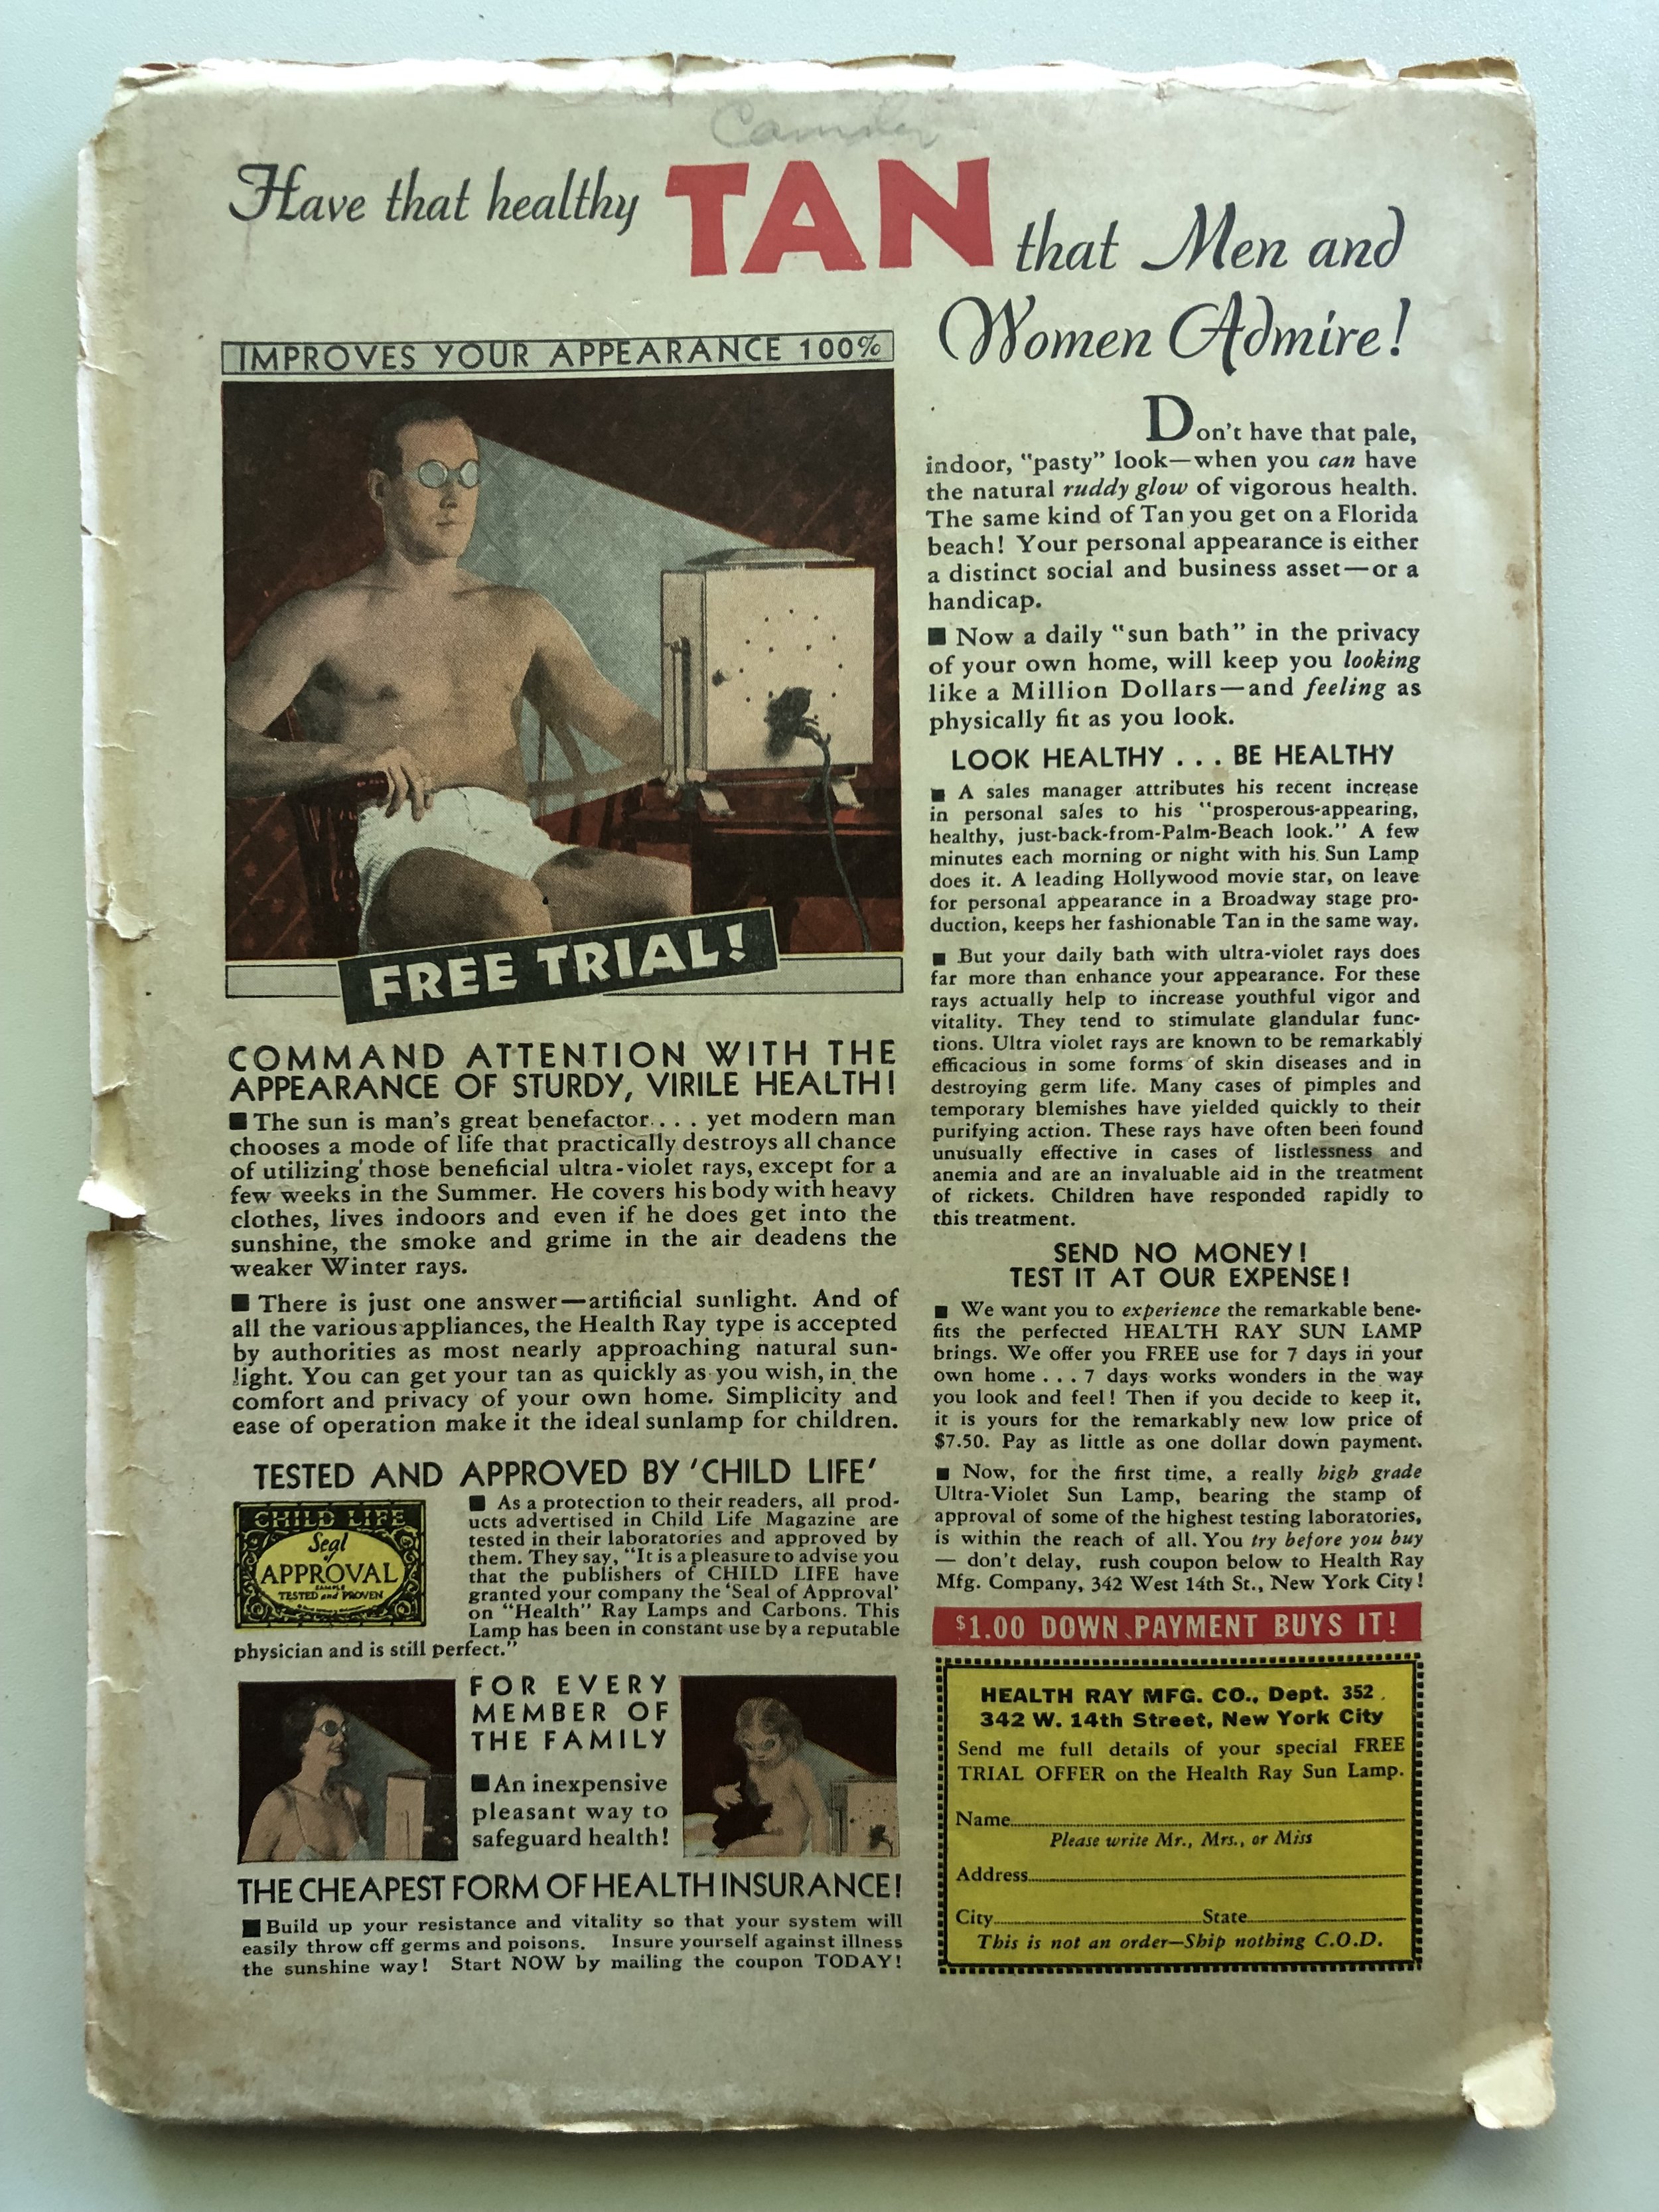 Have that healthy TAN that Men and
Women Admire!
IMPROVES YOUR APPEARANCE 100%
FREE TRIAL!
COMMAND ATTENTION WITH THE
APPEARANCE OF STURDY, VIRILE HEALTH!
■ The sun is man's great benefactor. . . . yet modern man
chooses a mode of life that practically destroys all chance
of utilizing those beneficial ultra-violet rays, except for a
few weeks in the Summer. He covers his body with heavy
clothes, lives indoors and even if he does get into the
sunshine, the smoke and grime in the air deadens the
weaker Winter rays.
■ There is just one answer—artificial sunlight. And of
all the various appliances, the Health Ray type is accepted
by authorities as most nearly approaching natural sun-
light. You can get your tan as quickly as you wish, in the
comfort and privacy of your own home. Simplicity and
ease of operation make it the ideal sunlamp for children.
TESTED AND APPROVED BY 'CHILD LIFE'
CHILD LIFE
Seal
of
APPROVAL
SAMPLE
TESTED and PROVEN
■ As a protection to their readers, all prod-
ucts advertised in Child Life Magazine are
tested in their laboratories and approved by
them. They say, "It is a pleasure to advise you
that the publishers of CHILD LIFE have
granted your company the 'Seal of Approval'
on "Health" Ray Lamps and Carbons. This
Lamp has been in constant use by a reputable
physician and is still perfect."
FOR EVERY
MEMBER OF
THE FAMILY
■ An inexpensive
pleasant way to
safeguard health!
THE CHEAPEST FORM OF HEALTH INSURANCE!
■ Build up your resistance and vitality so that your system will
easily throw off germs and poisons. Insure yourself against illness
the sunshine way! Start NOW by mailing the coupon TODAY!
Don't have that pale,
indoor, "pasty" look—when you can have
the natural ruddy glow of vigorous health.
The same kind of Tan you get on a Florida
beach! Your personal appearance is either
a distinct social and business asset—or a
handicap.
■ Now a daily "sun bath" in the privacy
of your own home, will keep you looking
like a Million Dollars—and feeling as
physically fit as you look.
LOOK HEALTHY . . . BE HEALTHY
■ A sales manager attributes his recent increase
in personal sales to his "prosperous-appearing,
healthy, just-back-from-Palm-Beach look." A few
minutes each morning or night with his Sun Lamp
does it. A leading Hollywood movie star, on leave
for personal appearance in a Broadway stage pro-
duction, keeps her fashionable Tan in the same way.
■ But your daily bath with ultra-violet rays does
far more than enhance your appearance. For these
rays actually help to increase youthful vigor and
vitality. They tend to stimulate glandular func-
tions. Ultra violet rays are known to be remarkably
efficacious in some forms of skin diseases and in
destroying germ life. Many cases of pimples and
temporary blemishes have yielded quickly to their
purifying action. These rays have often been found
unusually effective in cases of listlessness and
anemia and are an invaluable aid in the treatment
of rickets. Children have responded rapidly to
this treatment.
SEND NO MONEY!
TEST IT AT OUR EXPENSE!
■ We want you to experience the remarkable bene-
fits the perfected HEALTH RAY SUN LAMP
brings. We offer you FREE use for 7 days in your
own home . . . 7 days works wonders in the way
you look and feel! Then if you decide to keep it,
it is yours for the remarkably new low price of
$7.50. Pay as little as one dollar down payment.
■ Now, for the first time, a really high grade
Ultra-Violet Sun Lamp, bearing the stamp of
approval of some of the highest testing laboratories,
is within the reach of all. You try before you buy
— don't delay, rush coupon below to Health Ray
Mfg. Company, 342 West 14th St., New York City!
$1.00 DOWN PAYMENT BUYS IT!
HEALTH RAY MFG. CO., Dept. 352
342 W. 14th Street, New York City
Send me full details of your special FREE
TRIAL OFFER on the Health Ray Sun Lamp.
Name
Please write Mr., Mrs., or Miss
Address
City State
This is not an order—Ship nothing C.O.D.